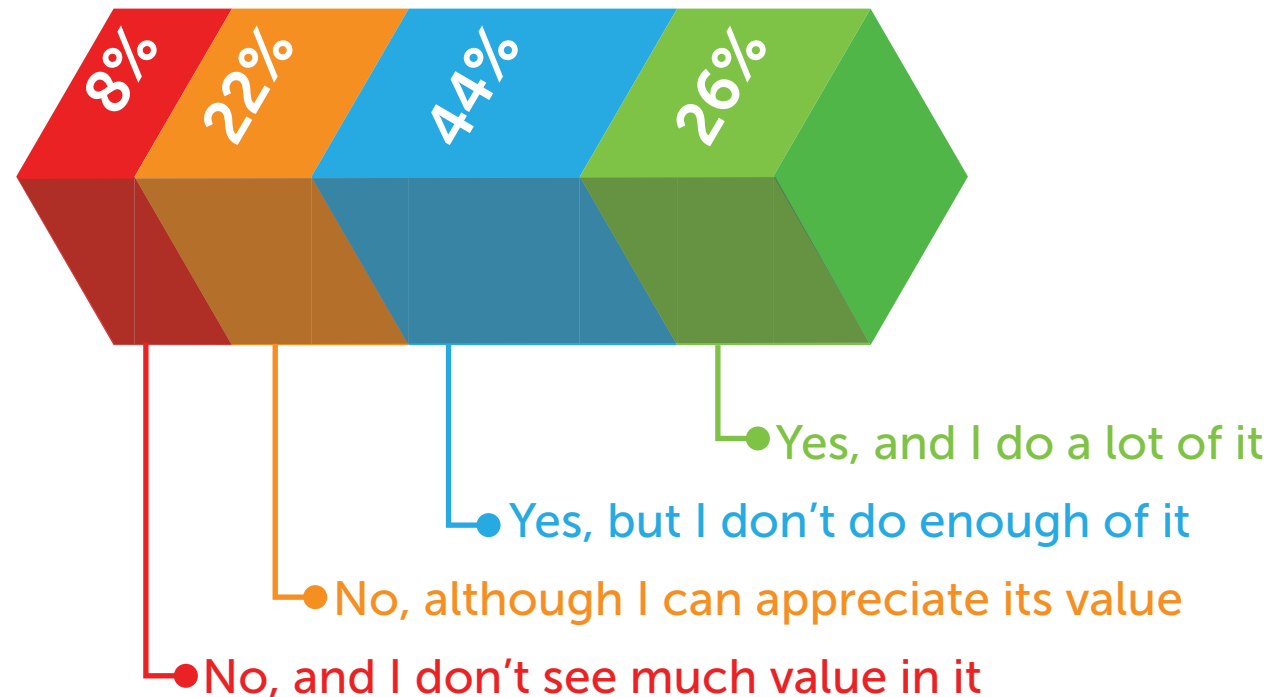 8%
22%
44%
26%
Yes, and I do a lot of it
Yes, but I don’t do enough of it
No, although I can appreciate its value
No, and I don’t see much value in it